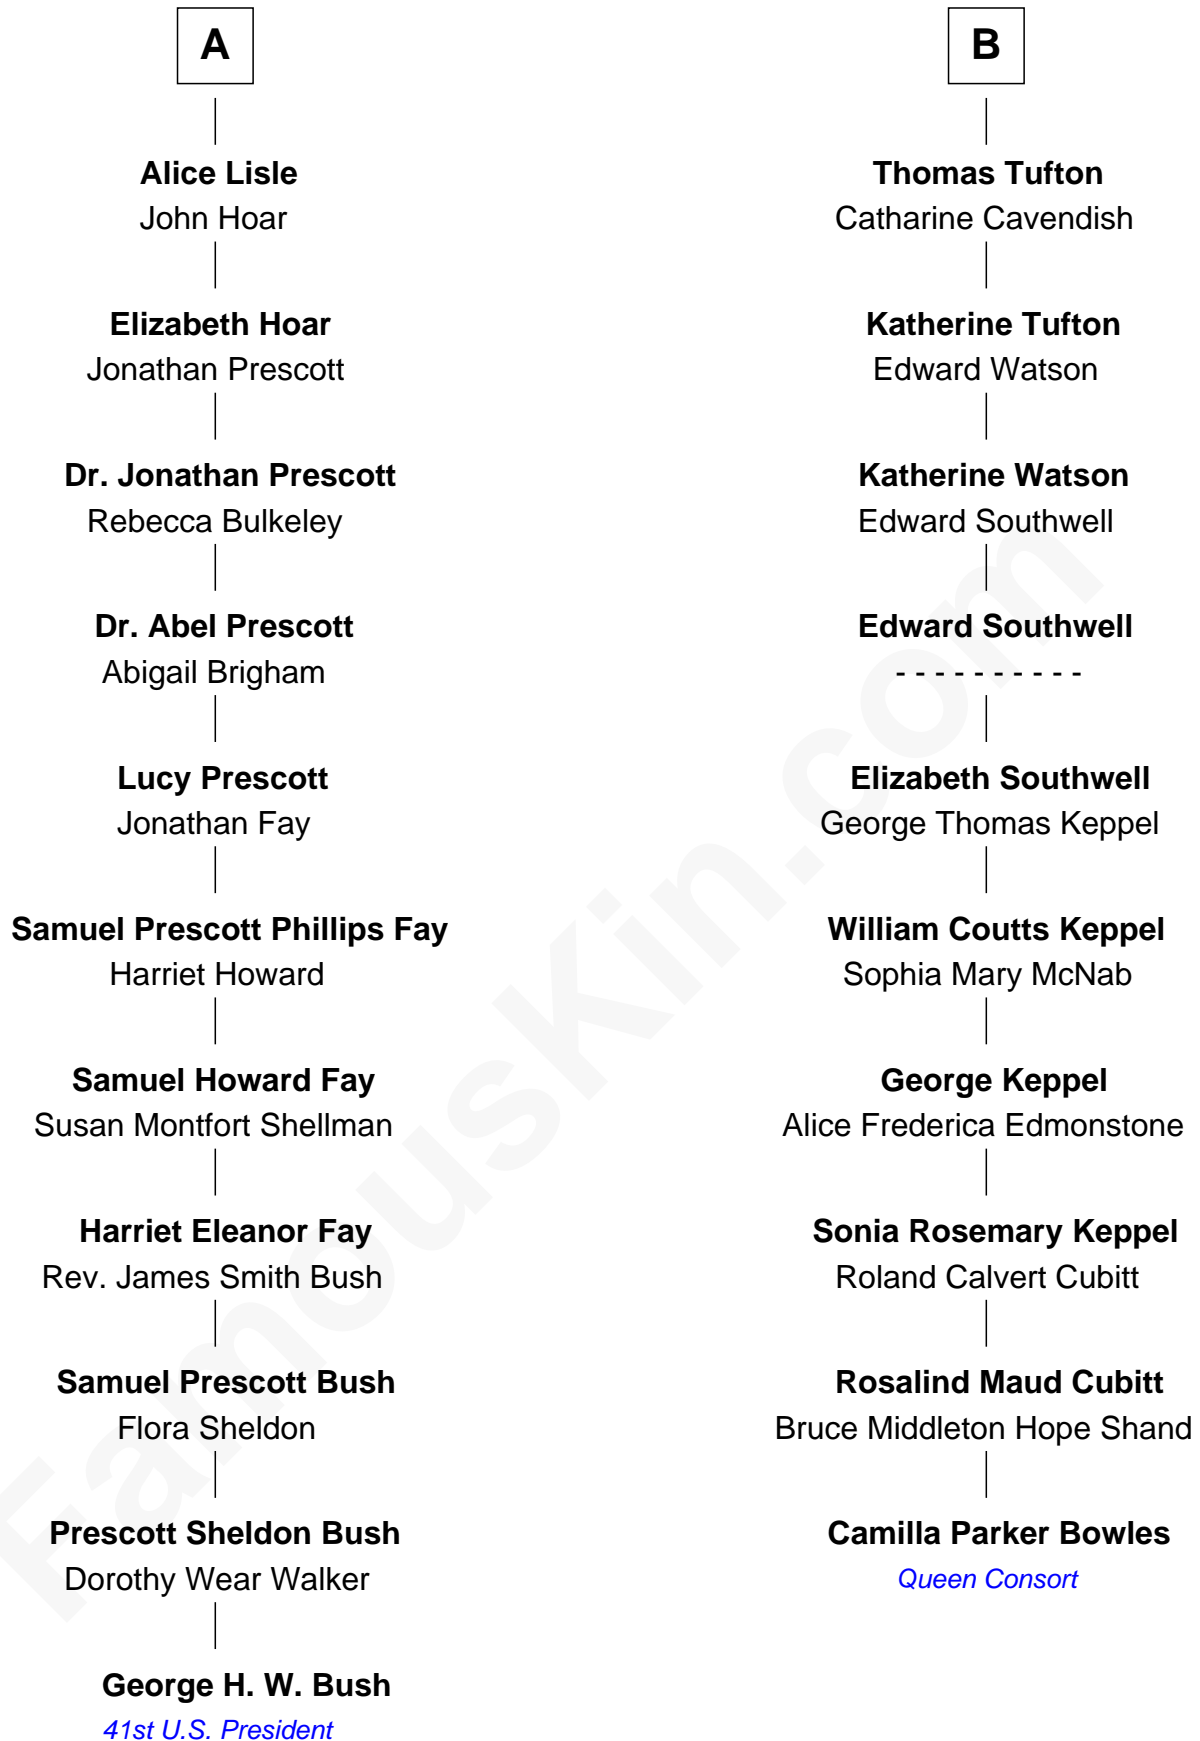 A
Alice Lisle
John Hoar
Elizabeth Hoar
Jonathan Prescott
Dr. Jonathan Prescott
Rebecca Bulkeley
Dr. Abel Prescott
Abigail Brigham
Lucy Prescott
Jonathan Fay
Samuel Prescott Phillips Fay
Harriet Howard
Samuel Howard Fay
Susan Montfort Shellman
Harriet Eleanor Fay
Rev. James Smith Bush
Samuel Prescott Bush
Flora Sheldon
Prescott Sheldon Bush
Dorothy Wear Walker
George H. W. Bush
41st U.S. President
B
Thomas Tufton
Catharine Cavendish
Katherine Tufton
Edward Watson
Katherine Watson
Edward Southwell
Edward Southwell
- - - - - - - - - -
Elizabeth Southwell
George Thomas Keppel
William Coutts Keppel
Sophia Mary McNab
George Keppel
Alice Frederica Edmonstone
Sonia Rosemary Keppel
Roland Calvert Cubitt
Rosalind Maud Cubitt
Bruce Middleton Hope Shand
Camilla Parker Bowles
Queen Consort
FamousKin.com